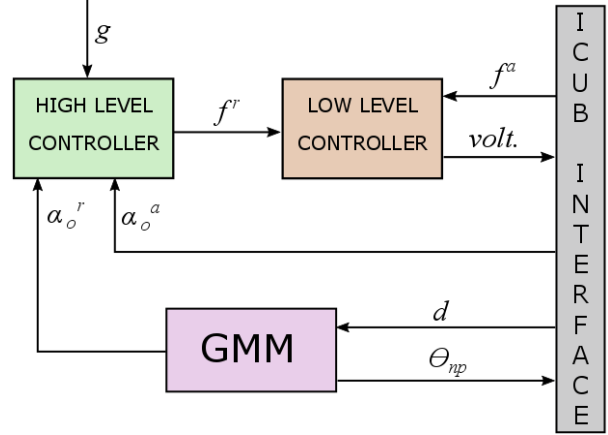 g
HIGH LEVEL
CONTROLLER
f^r
LOW LEVEL
CONTROLLER
f^a
volt.
α_o^r
α_o^a
GMM
d
Θ_np
ICUB INTERFACE